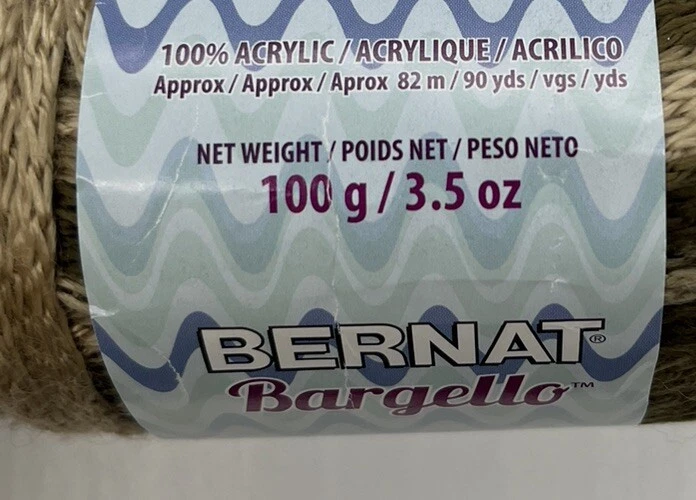 100% ACRYLIC / ACRYLIQUE / ACRILICO
Approx / Approx / Aprox 82 m / 90 yds / vgs / yds
NET WEIGHT / POIDS NET / PESO NETO
100 g / 3.5 oz
BERNAT®
Bargello™